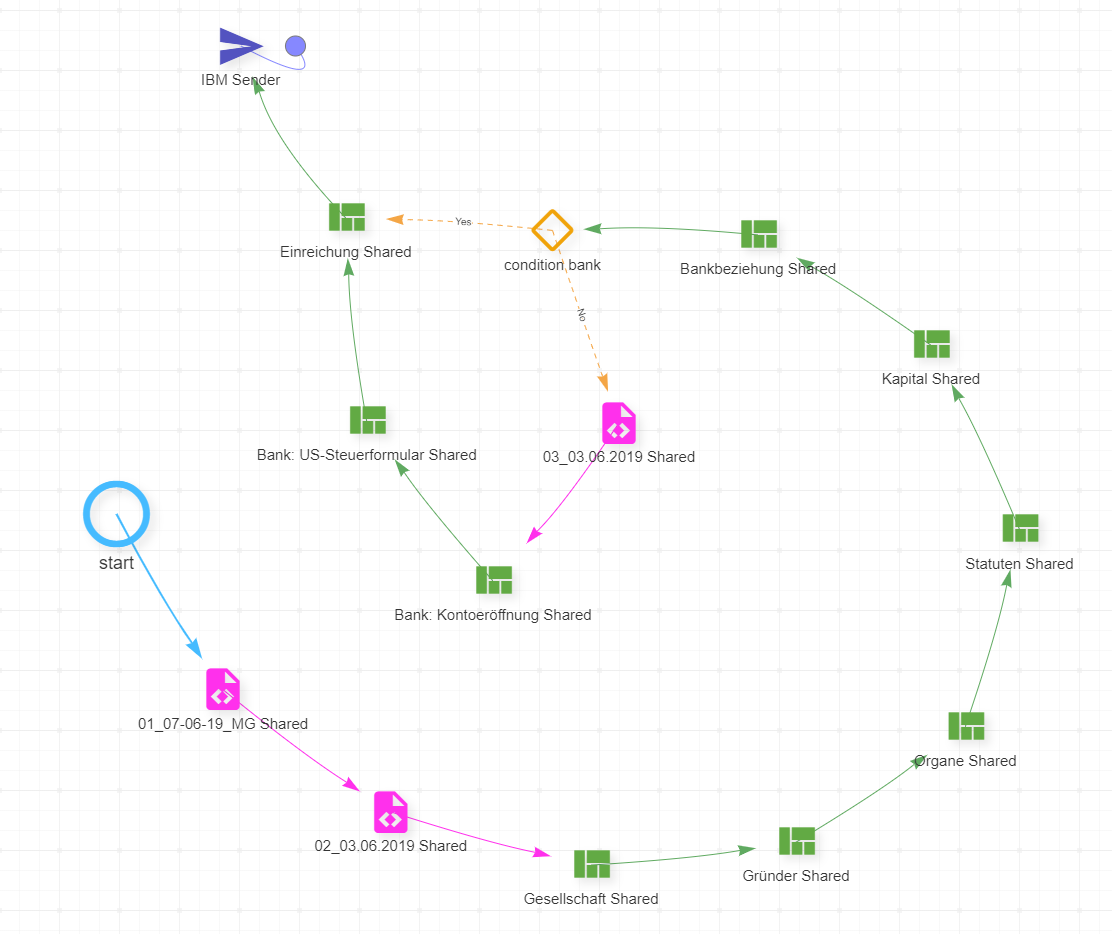 IBM Sender
Einreichung Shared
Yes
condition bank
Bankbeziehung Shared
No
Kapital Shared
Bank: US-Steuerformular Shared
03_03.06.2019 Shared
start
Statuten Shared
Bank: Kontoeröffnung Shared
01_07-06-19_MG Shared
Organe Shared
02_03.06.2019 Shared
Gründer Shared
Gesellschaft Shared